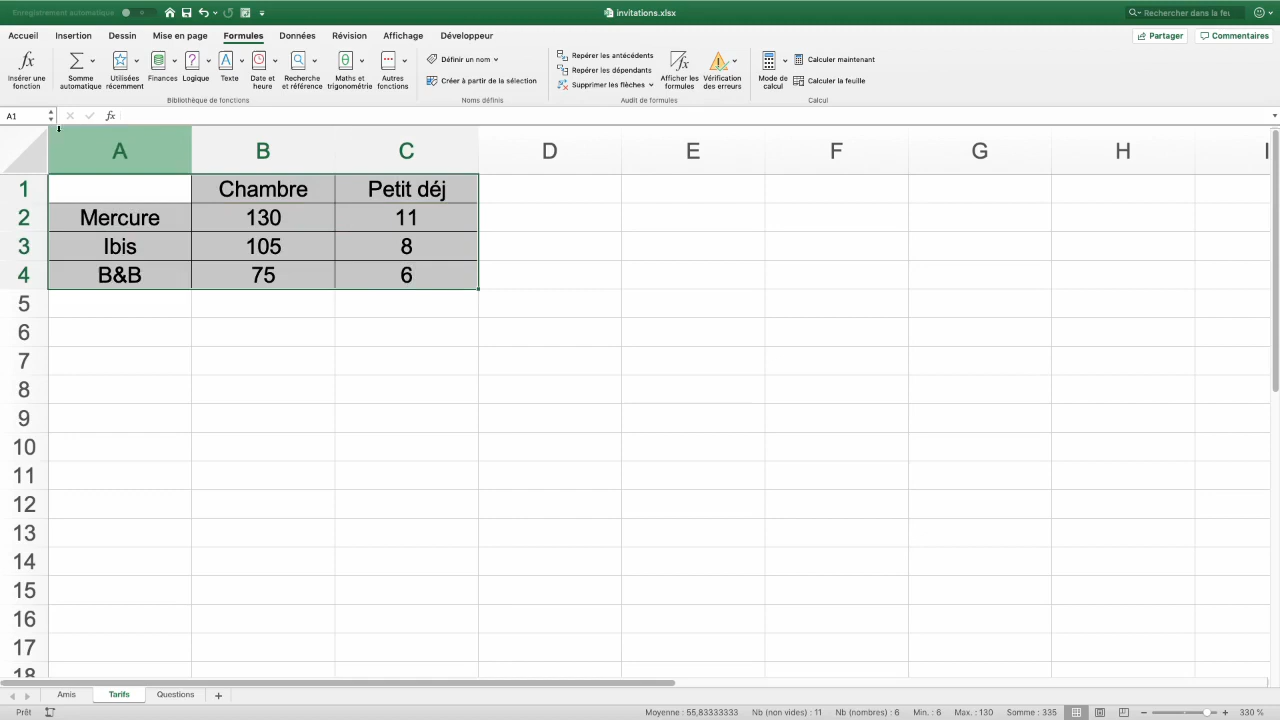 Enregistrement automatique
invitations.xlsx
Rechercher dans la feu
Accueil Insertion Dessin Mise en page Formules Données Révision Affichage Développeur
Partager Commentaires
Insérer une fonction
Somme automatique
Utilisées récemment
Finances
Logique
Texte
Date et heure
Recherche et référence
Maths et trigonométrie
Autres fonctions
Bibliothèque de fonctions
Définir un nom
Créer à partir de la sélection
Noms définis
Repérer les antécédents
Repérer les dépendants
Supprimer les flèches
Afficher les formules
Vérification des erreurs
Audit de formules
Mode de calcul
Calculer maintenant
Calculer la feuille
Calcul
A1 fx
A B C D E F G H I
1 Chambre Petit déj
2 Mercure 130 11
3 Ibis 105 8
4 B&B 75 6
5
6
7
8
9
10
11
12
13
14
15
16
17
18
Amis Tarifs Questions +
Prêt Moyenne : 55,83333333 Nb (non vides) : 11 Nb (nombres) : 6 Min. : 6 Max. : 130 Somme : 335 − + 330 %